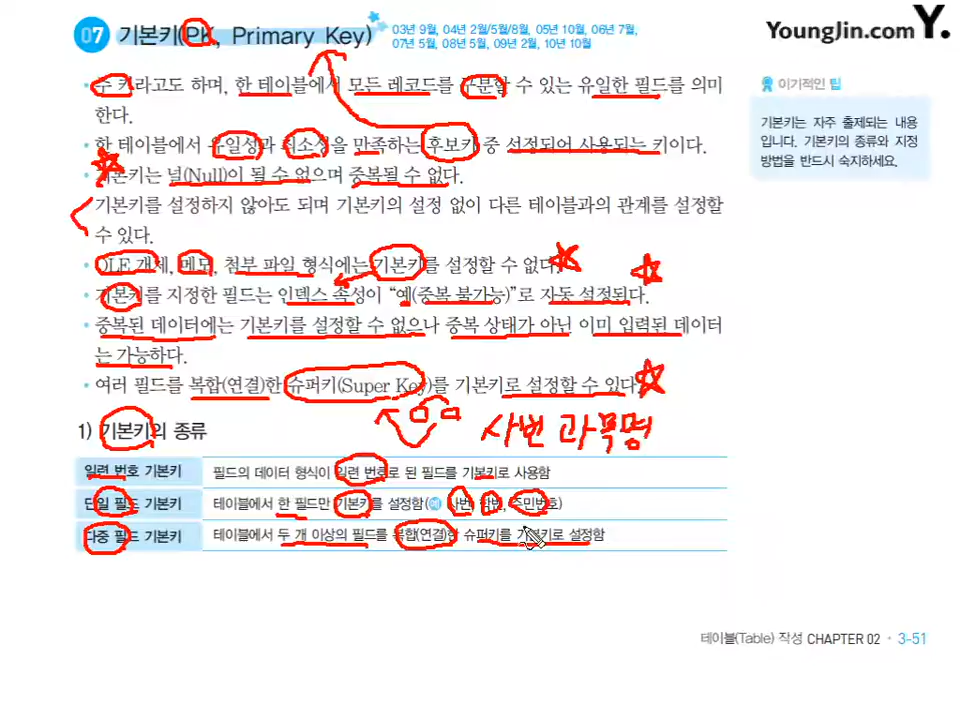 07 기본키(PK, Primary Key)
03년 9월, 04년 2월/5월/8월, 05년 10월, 06년 7월,
07년 5월, 08년 5월, 09년 2월, 10년 10월
YoungJin.com Y.
• 주 키라고도 하며, 한 테이블에서 모든 레코드를 구분할 수 있는 유일한 필드를 의미
한다.
• 한 테이블에서 유일성과 최소성을 만족하는 후보키 중 선정되어 사용되는 키이다.
• 기본키는 널(Null)이 될 수 없으며 중복될 수 없다.
• 기본키를 설정하지 않아도 되며 기본키의 설정 없이 다른 테이블과의 관계를 설정할
수 있다.
• OLE 개체, 메모, 첨부 파일 형식에는 기본키를 설정할 수 없다.
• 기본키를 지정한 필드는 인덱스 속성이 “예(중복 불가능)”로 자동 설정된다.
• 중복된 데이터에는 기본키를 설정할 수 없으나 중복 상태가 아닌 이미 입력된 데이터
는 가능하다.
• 여러 필드를 복합(연결)한 슈퍼키(Super Key)를 기본키로 설정할 수 있다.
사번 과목명
1) 기본키의 종류
일련 번호 기본키 필드의 데이터 형식이 일련 번호로 된 필드를 기본키로 사용함
단일 필드 기본키 테이블에서 한 필드만 기본키를 설정함(예 사번, 학번, 주민번호)
다중 필드 기본키 테이블에서 두 개 이상의 필드를 복합(연결)한 슈퍼키를 기본키로 설정함
이기적인 팁
기본키는 자주 출제되는 내용
입니다. 기본키의 종류와 지정
방법을 반드시 숙지하세요.
테이블(Table) 작성 CHAPTER 02 • 3-51